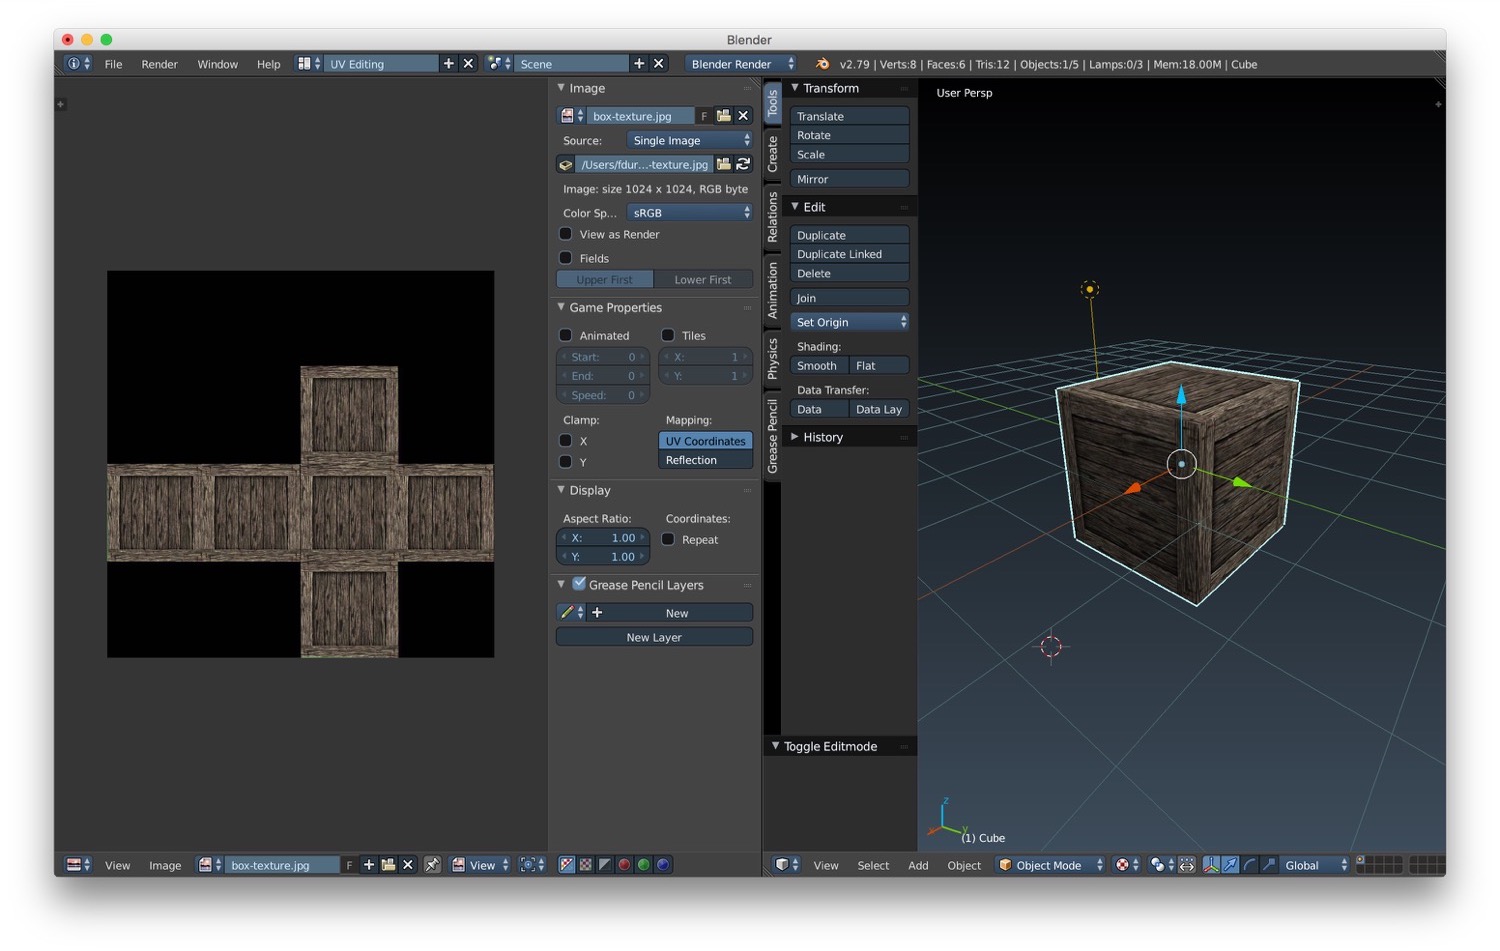 Blender
File Render Window Help UV Editing Scene Blender Render v2.79 | Verts:8 | Faces:6 | Tris:12 | Objects:1/5 | Lamps:0/3 | Mem:18.00M | Cube
Image
box-texture.jpg F
Source: Single Image
/Users/fdur...-texture.jpg
Image: size 1024 x 1024, RGB byte
Color Sp... sRGB
View as Render
Fields
Upper First Lower First
Game Properties
Animated Tiles
Start: 0 X: 1
End: 0 Y: 1
Speed: 0
Clamp: Mapping:
X UV Coordinates
Y Reflection
Display
Aspect Ratio: Coordinates:
X: 1.00 Repeat
Y: 1.00
Grease Pencil Layers
New
New Layer
Tools
Create
Relations
Animation
Physics
Grease Pencil
Transform
Translate
Rotate
Scale
Mirror
Edit
Duplicate
Duplicate Linked
Delete
Join
Set Origin
Shading:
Smooth Flat
Data Transfer:
Data Data Lay
History
Toggle Editmode
User Persp
z
y
(1) Cube
View Image box-texture.jpg F View
View Select Add Object Object Mode Global